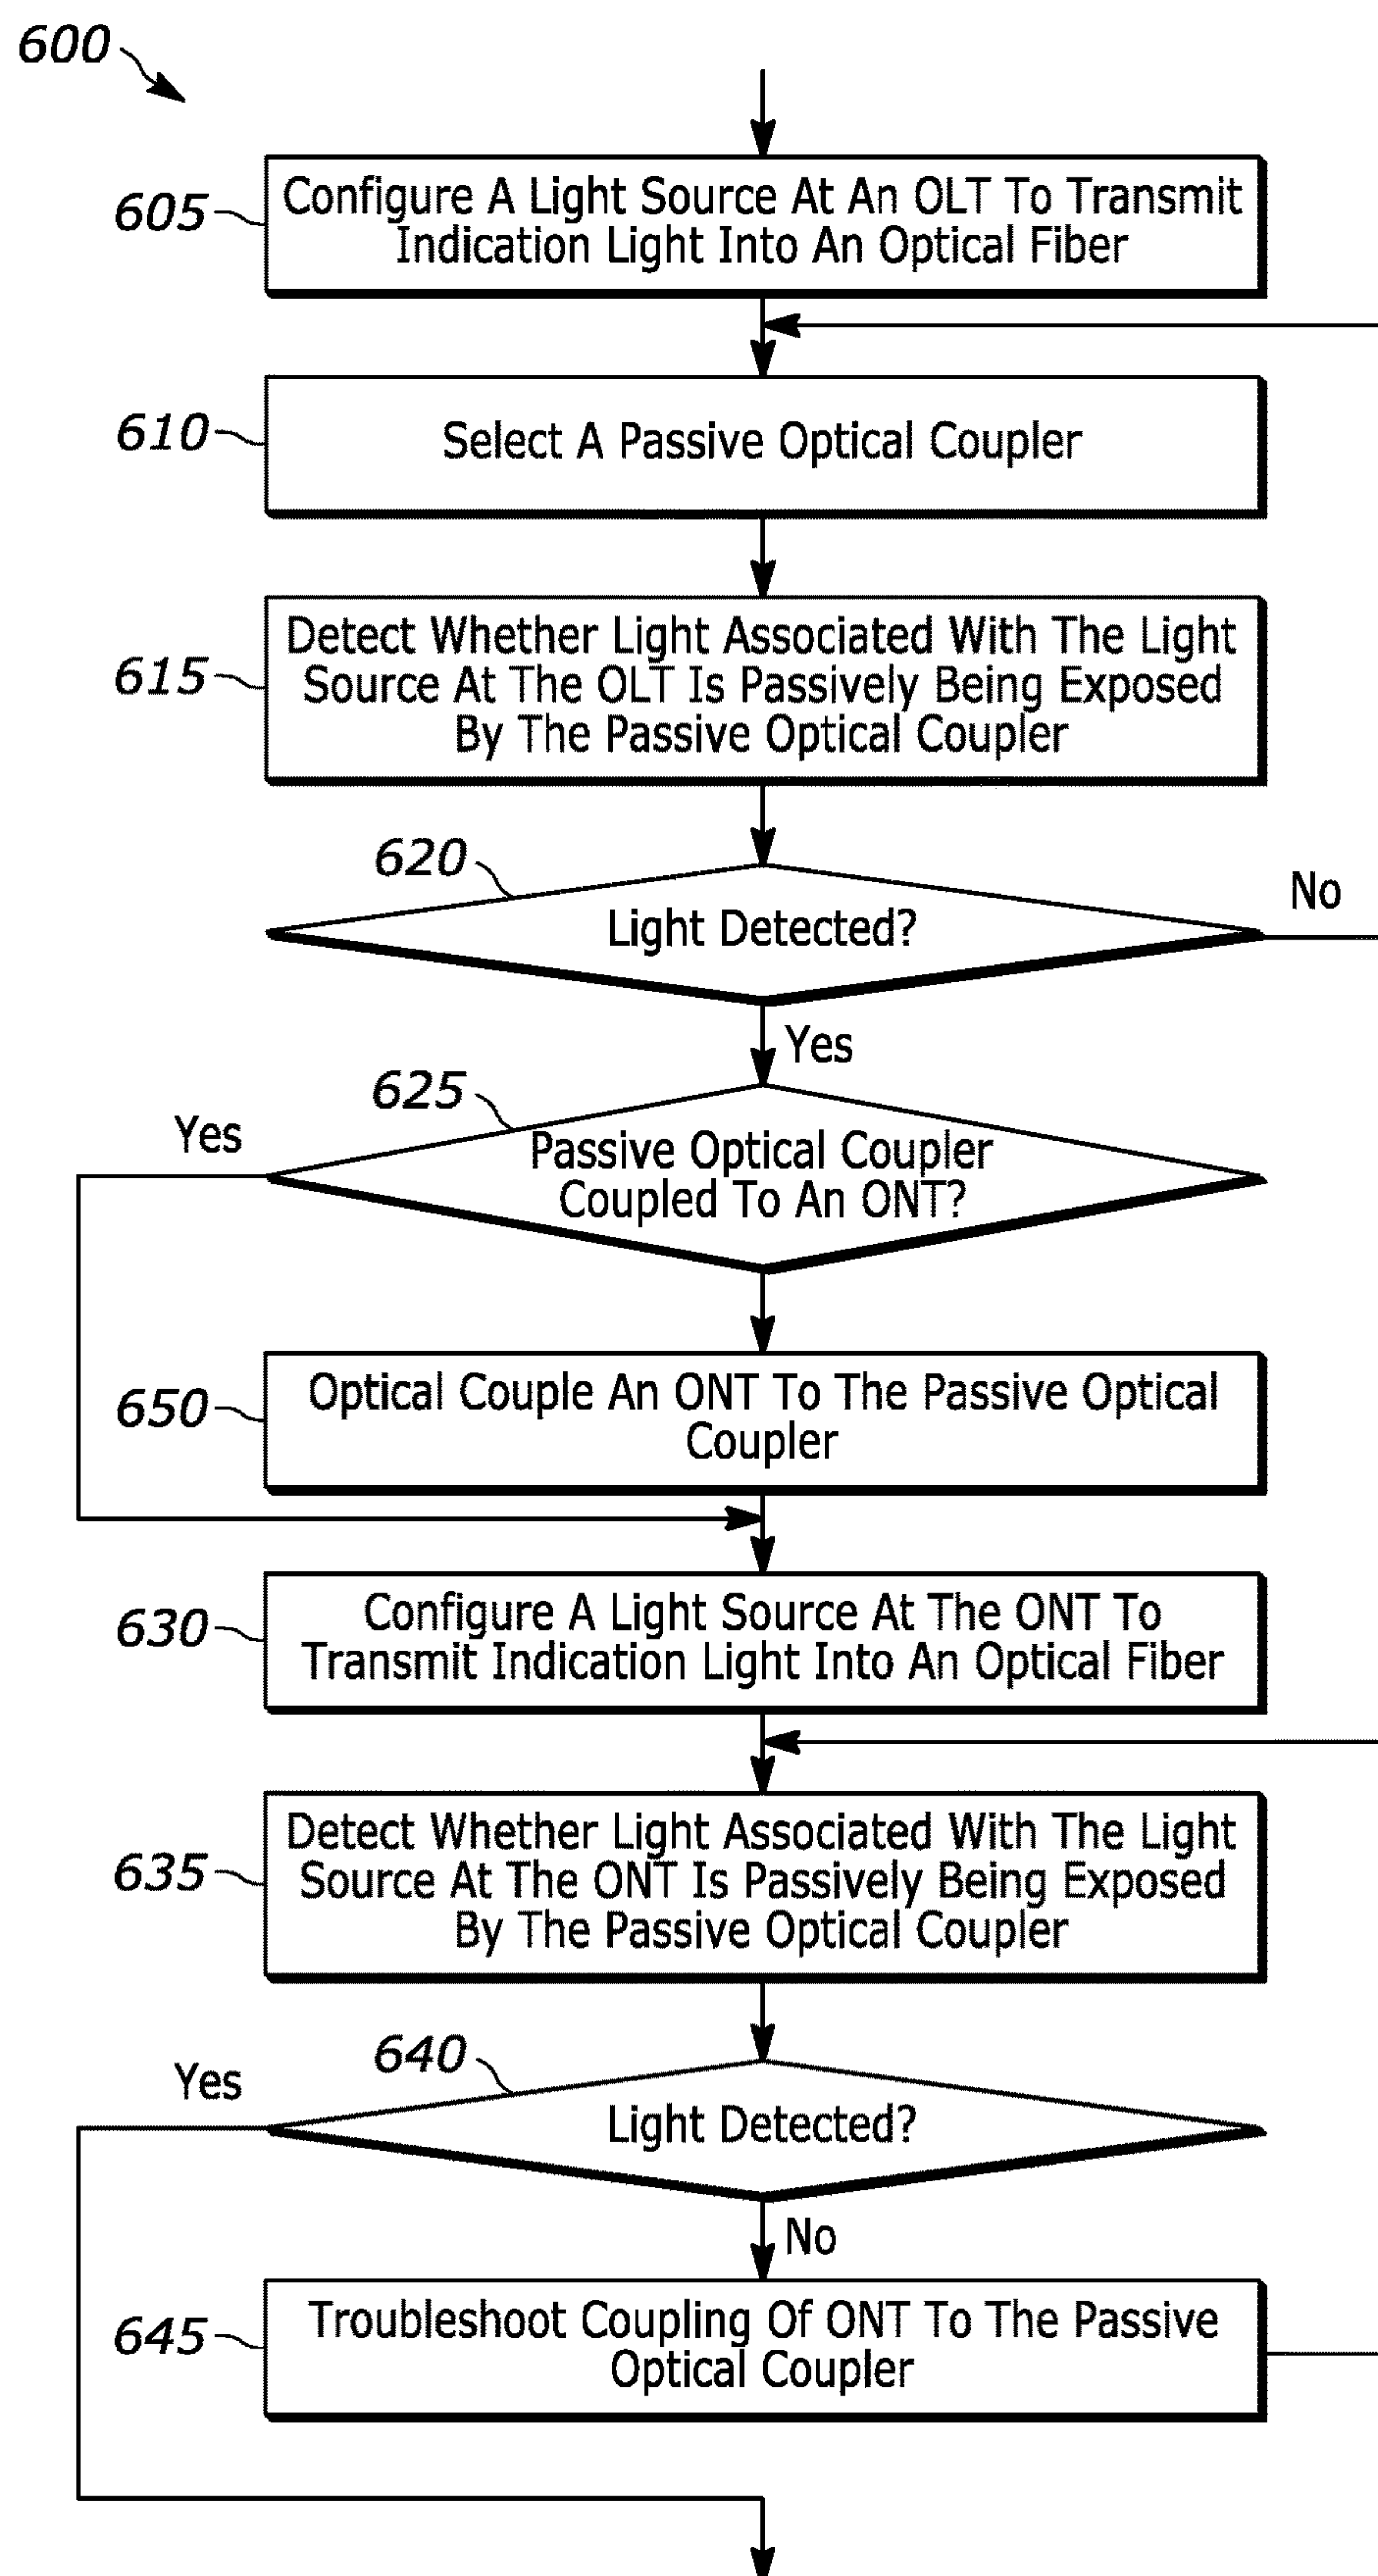 600
605
Configure A Light Source At An OLT To Transmit
Indication Light Into An Optical Fiber
610
Select A Passive Optical Coupler
615
Detect Whether Light Associated With The Light
Source At The OLT Is Passively Being Exposed
By The Passive Optical Coupler
620
Light Detected?
No
Yes
625
Yes
Passive Optical Coupler
Coupled To An ONT?
650
Optical Couple An ONT To The Passive Optical
Coupler
630
Configure A Light Source At The ONT To
Transmit Indication Light Into An Optical Fiber
635
Detect Whether Light Associated With The Light
Source At The ONT Is Passively Being Exposed
By The Passive Optical Coupler
640
Yes
Light Detected?
No
645
Troubleshoot Coupling Of ONT To The Passive
Optical Coupler